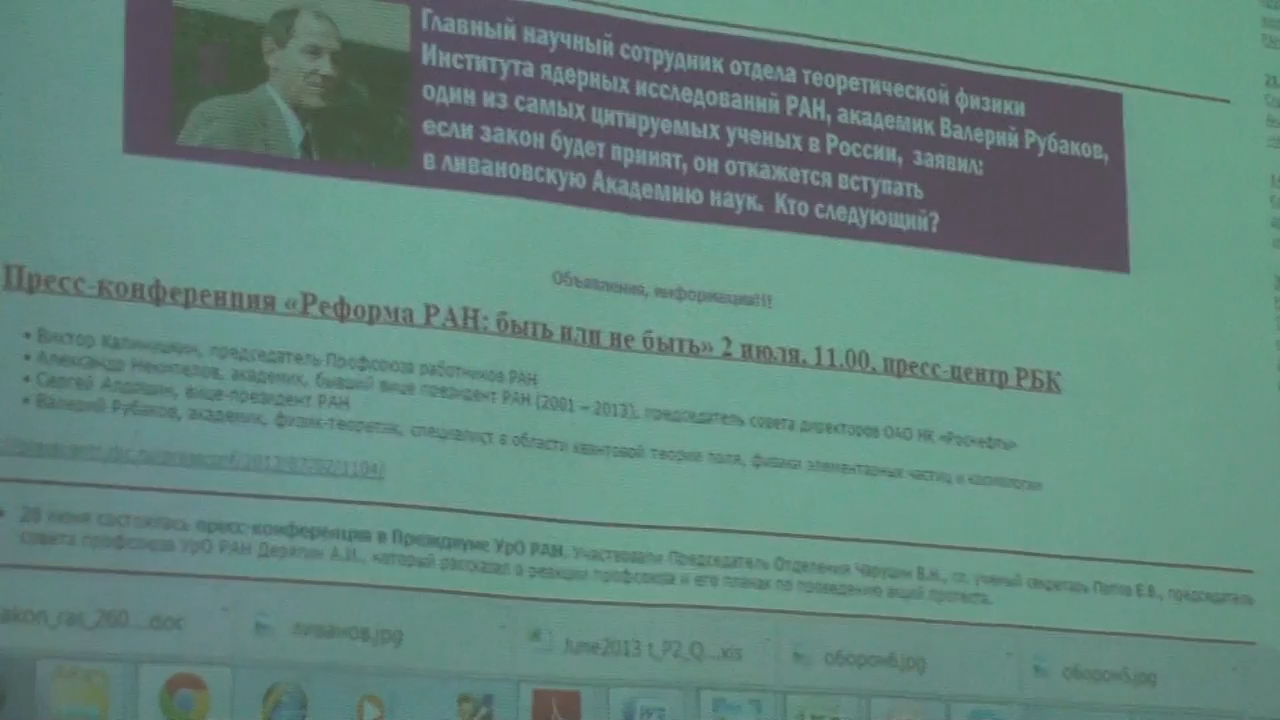 Главный научный сотрудник отдела теоретической физики
Института ядерных исследований РАН, академик Валерий Рубаков,
один из самых цитируемых ученых в России, заявил:
если закон будет принят, он откажется вступать
в ливановскую Академию наук. Кто следующий?
Объявления, информация!!!
Пресс-конференция «Реформа РАН: быть или не быть» 2 июля, 11.00, пресс-центр РБК
• Виктор Калинушкин, председатель Профсоюза работников РАН
• Александр Некипелов, академик, бывший вице президент РАН (2001 – 2013), председатель совета директоров ОАО НК «Роснефть»
• Сергей Алдошин, вице-президент РАН
• Валерий Рубаков, академик, физик-теоретик, специалист в области квантовой теории поля, физики элементарных частиц и космологии
• 28 июня состоялась пресс-конференция в Президиуме УрО РАН. Участвовали Председатель Отделения Чарушин В.Н., гл. ученый секретарь Попов Е.В., председатель
совета профсоюза УрО РАН Дерягин А.И., который рассказал о реакции профсоюза и его планах по проведению акций протеста.
zakon_ras_260....doc
ливанов.jpg
June2013 t_P2_Q....xls
оборон6.jpg
оборон5.jpg